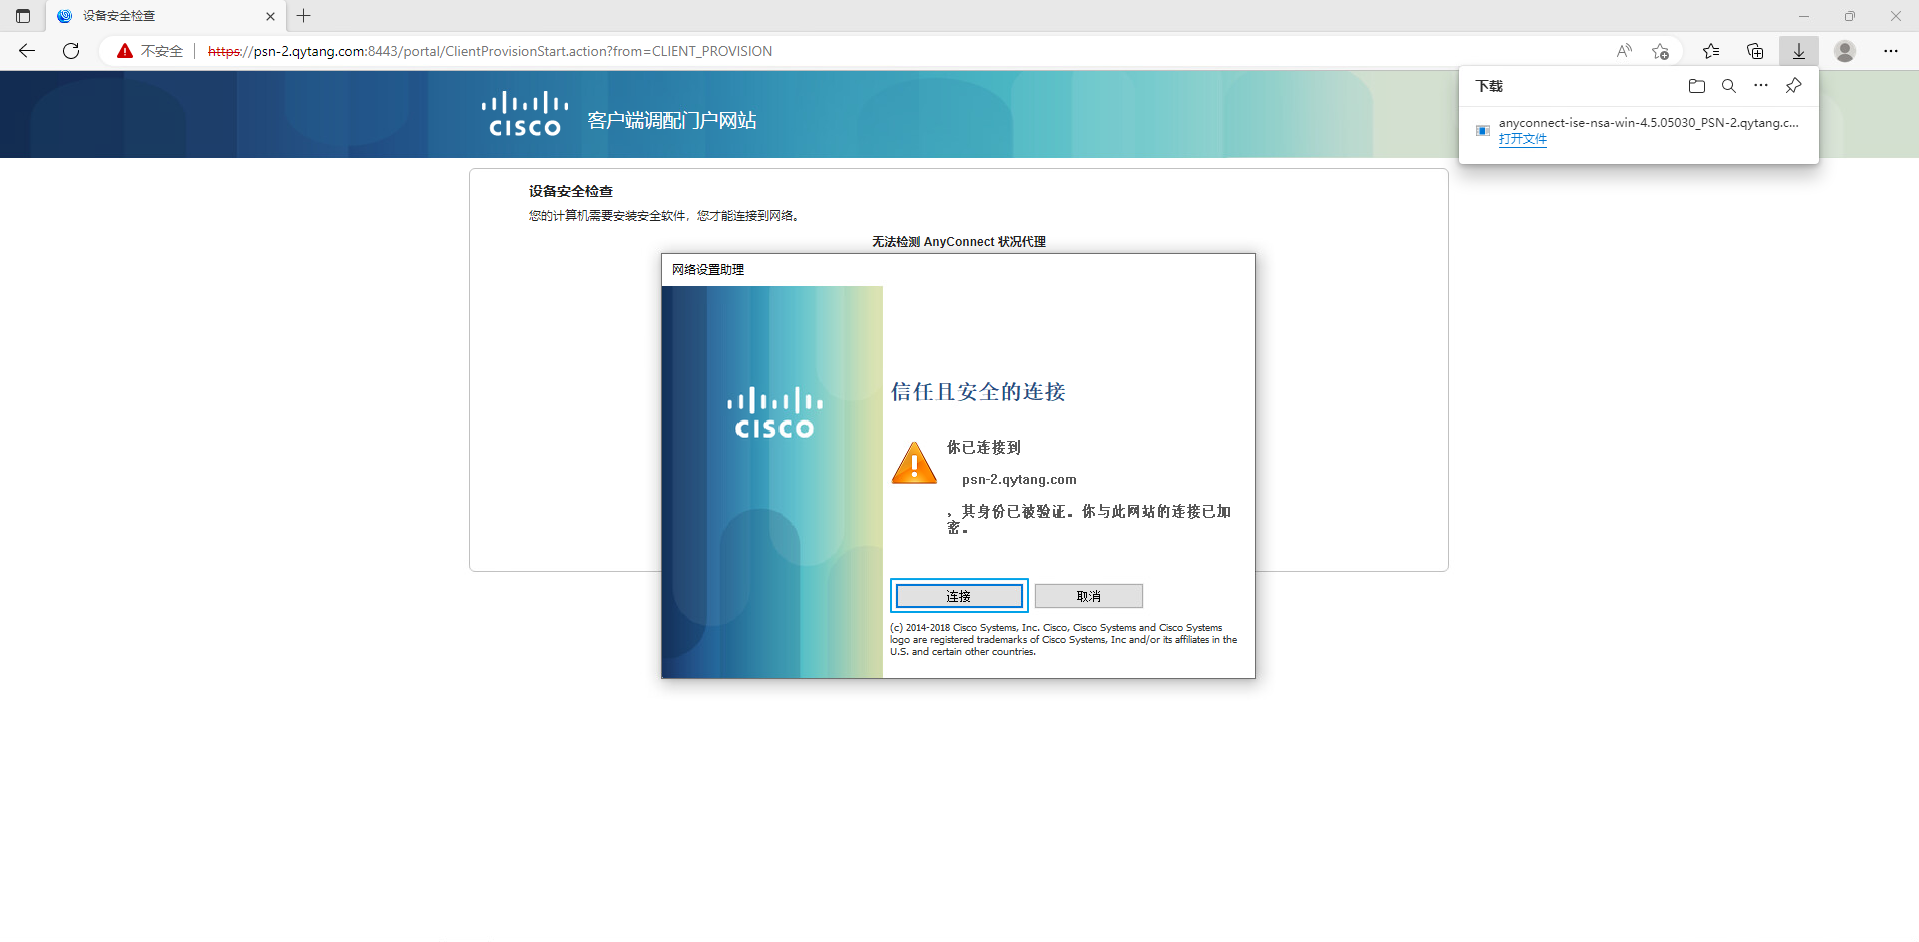 设备安全检查
不安全
https://psn-2.qytang.com:8443/portal/ClientProvisionStart.action?from=CLIENT_PROVISION
下载
anyconnect-ise-nsa-win-4.5.05030_PSN-2.qytang.c...
打开文件
CISCO
客户端调配门户网站
设备安全检查
您的计算机需要安装安全软件，您才能连接到网络。
无法检测 AnyConnect 状况代理
网络设置助理
CISCO
信任且安全的连接
你已连接到
psn-2.qytang.com
，其身份已被验证。你与此网站的连接已加
密。
连接
取消
(c) 2014-2018 Cisco Systems, Inc. Cisco, Cisco Systems and Cisco Systems
logo are registered trademarks of Cisco Systems, Inc and/or its affiliates in the
U.S. and certain other countries.